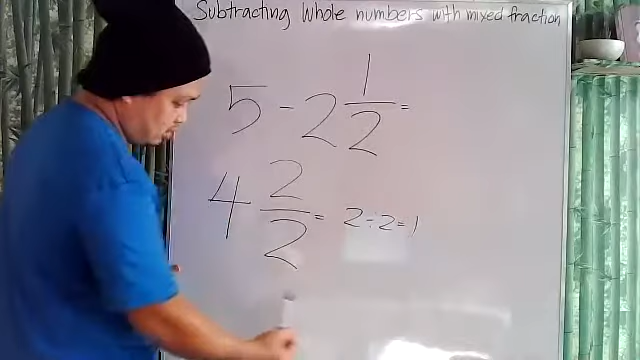 Subtracting whole numbers with mixed fraction
5 - 2 1/2 =
4 2/2 = 2 ÷ 2 = 1